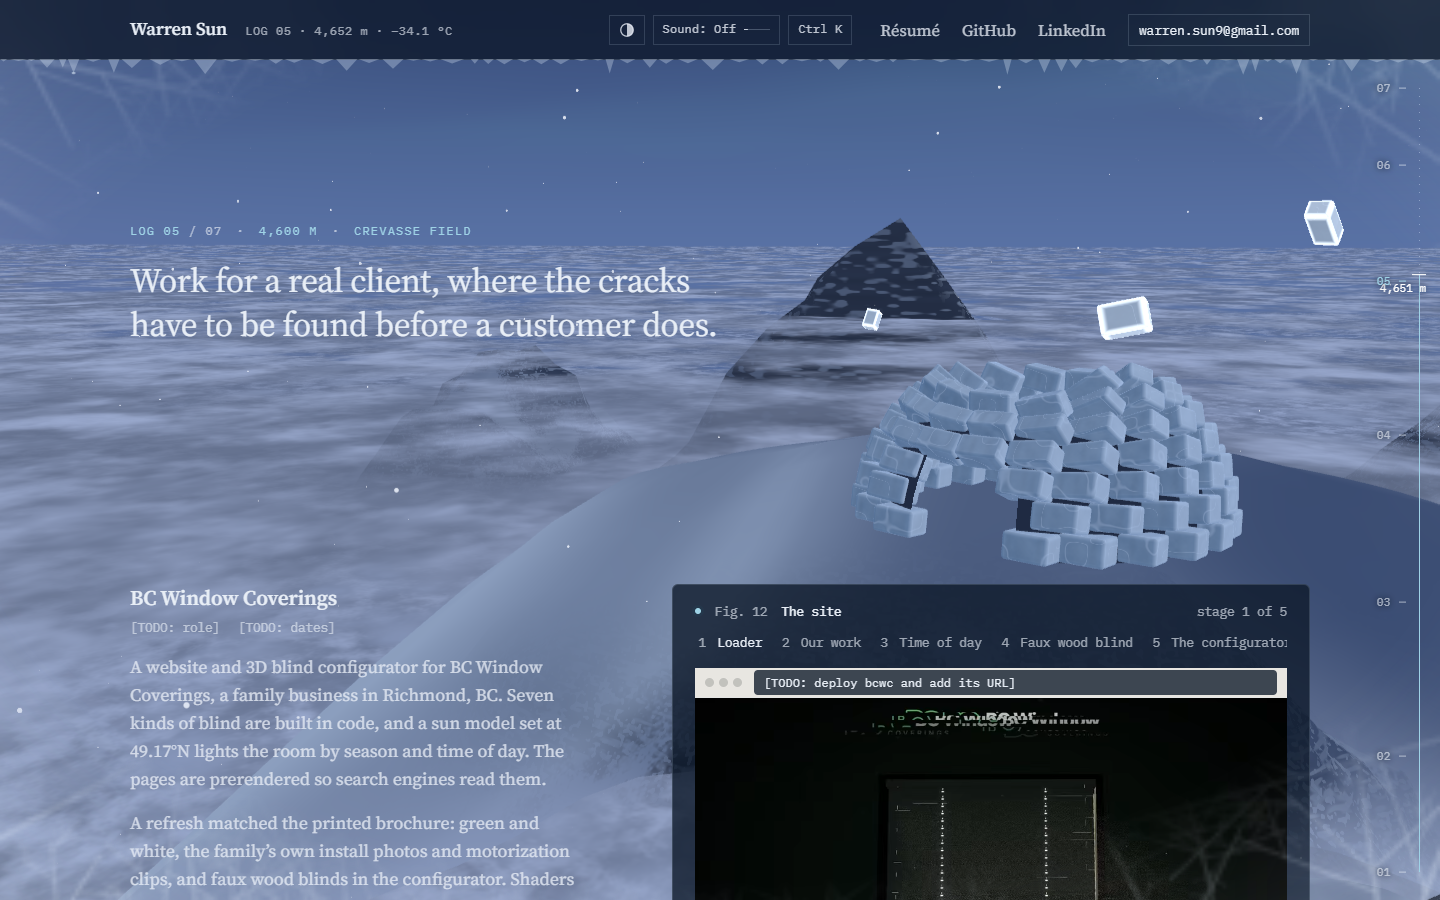 Warren Sun LOG 05 · 4,652 m · −34.1 °C Sound: Off Ctrl K Résumé GitHub LinkedIn warren.sun9@gmail.com
07
06
LOG 05 / 07 · 4,600 M · CREVASSE FIELD
Work for a real client, where the cracks
have to be found before a customer does.
05
4,651 m
04
03
02
01
BC Window Coverings
[TODO: role] [TODO: dates]
A website and 3D blind configurator for BC Window
Coverings, a family business in Richmond, BC. Seven
kinds of blind are built in code, and a sun model set at
49.17°N lights the room by season and time of day. The
pages are prerendered so search engines read them.
A refresh matched the printed brochure: green and
white, the family’s own install photos and motorization
clips, and faux wood blinds in the configurator. Shaders
Fig. 12 The site stage 1 of 5
1 Loader 2 Our work 3 Time of day 4 Faux wood blind 5 The configurator
[TODO: deploy bcwc and add its URL]